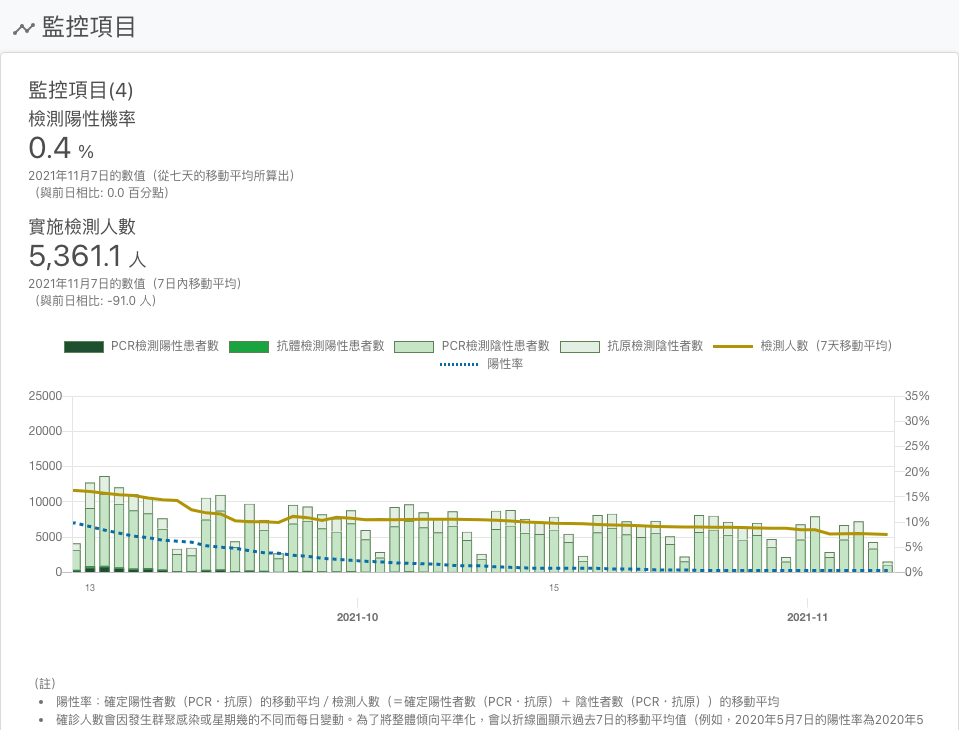 監控項目
監控項目(4)
檢測陽性機率
0.4 %
2021年11月7日的數值（從七天的移動平均所算出）
（與前日相比: 0.0 百分點）
實施檢測人數
5,361.1 人
2021年11月7日的數值（7日內移動平均）
（與前日相比: -91.0 人）
PCR檢測陽性患者數 抗體檢測陽性患者數 PCR檢測陰性患者數 抗原檢測陰性者數 檢測人數（7天移動平均）
陽性率
25000 35%
20000 30%
25%
15000 20%
10000 15%
10%
5000 5%
0 0%
13 15
2021-10 2021-11
（註）
• 陽性率：確定陽性者數（PCR・抗原）的移動平均 / 檢測人數（＝確定陽性者數（PCR・抗原）＋ 陰性者數（PCR・抗原））的移動平均
• 確診人數會因發生群聚感染或星期幾的不同而每日變動。為了將整體傾向平準化，會以折線圖顯示過去7日的移動平均值（例如，2020年5月7日的陽性率為2020年5